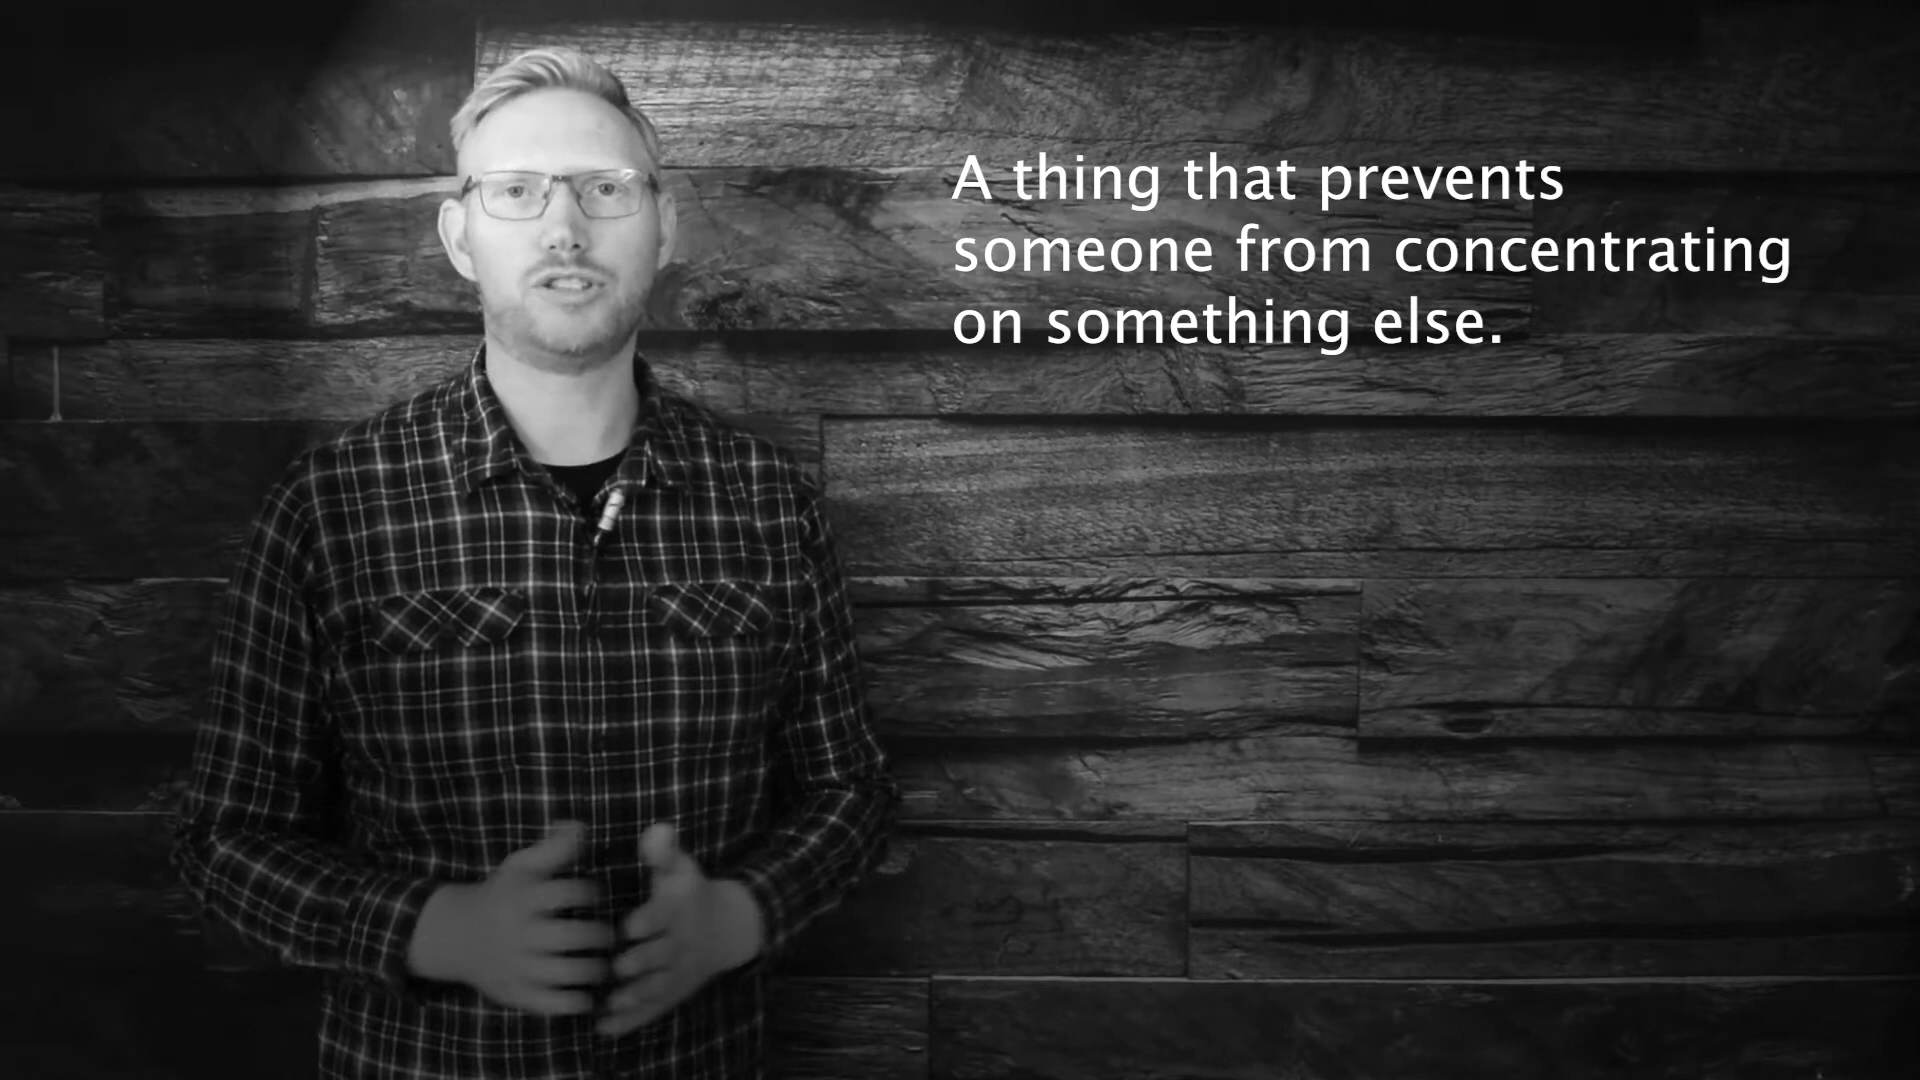 A thing that prevents
someone from concentrating
on something else.